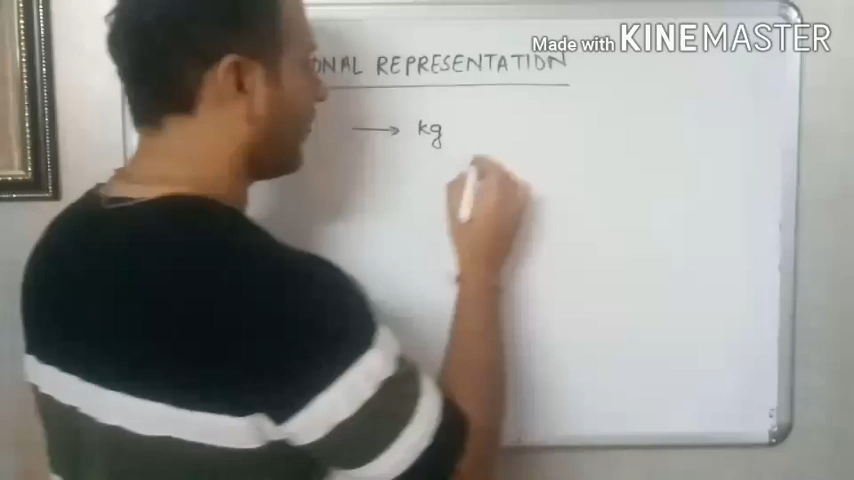 Made with KINEMASTER
ONAL REPRESENTATION
→ kg